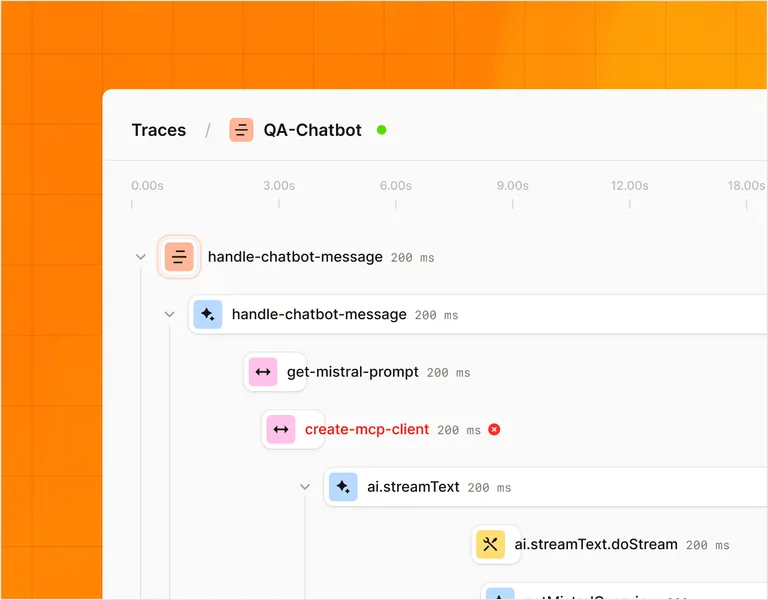 Traces / QA-Chatbot
0.00s 3.00s 6.00s 9.00s 12.00s 18.00s
handle-chatbot-message 200 ms
handle-chatbot-message 200 ms
get-mistral-prompt 200 ms
create-mcp-client 200 ms
ai.streamText 200 ms
ai.streamText.doStream 200 ms